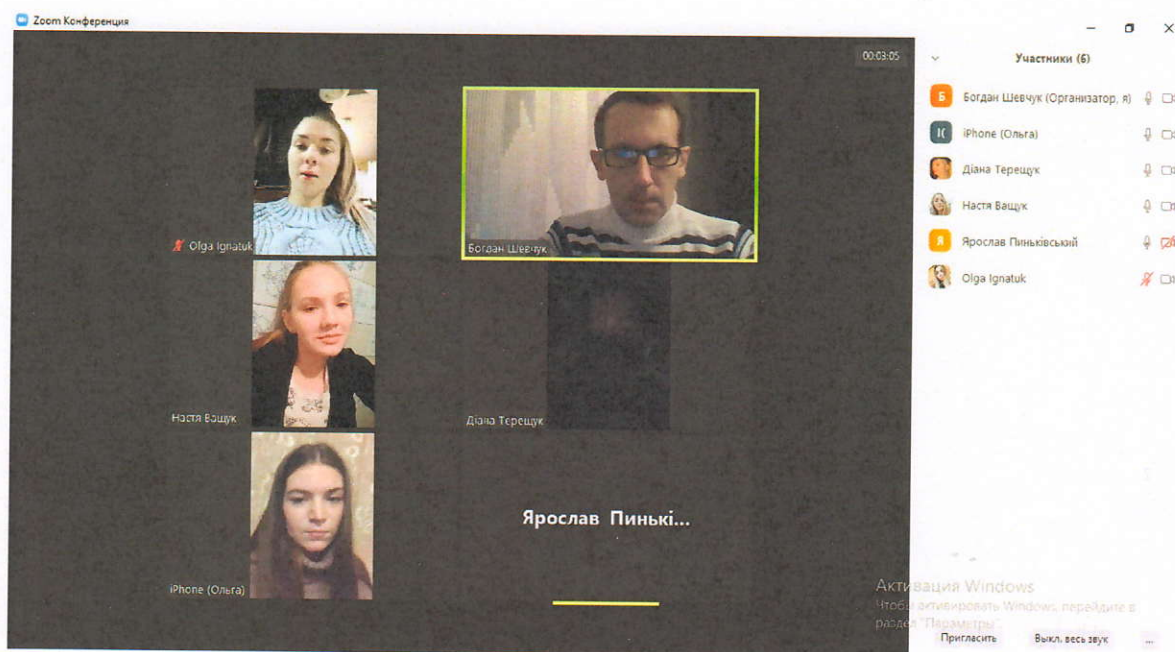 Zoom Конференция
00:03:05
Участники (6)
Olga Ignatuk
Богдан Шевчук
Настя Ващук
Діана Терещук
iPhone (Ольга)
Ярослав Пинькі...
Б
Богдан Шевчук (Организатор, я)
I(
iPhone (Ольга)
Діана Терещук
Настя Ващук
Я
Ярослав Пиньківський
Olga Ignatuk
Активация Windows
Чтобы активировать Windows, перейдите в
раздел "Параметры".
Пригласить
Выкл. весь звук
...